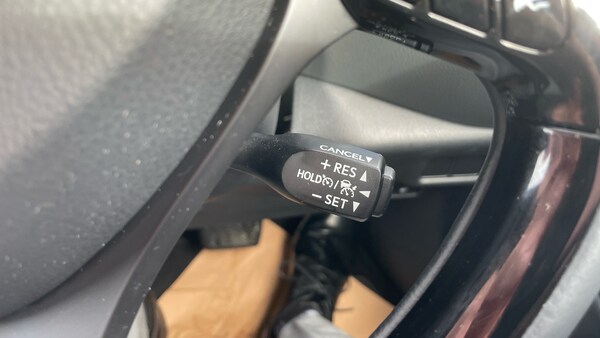 CANCEL▼
+ RES ▲
HOLD /
− SET ▼